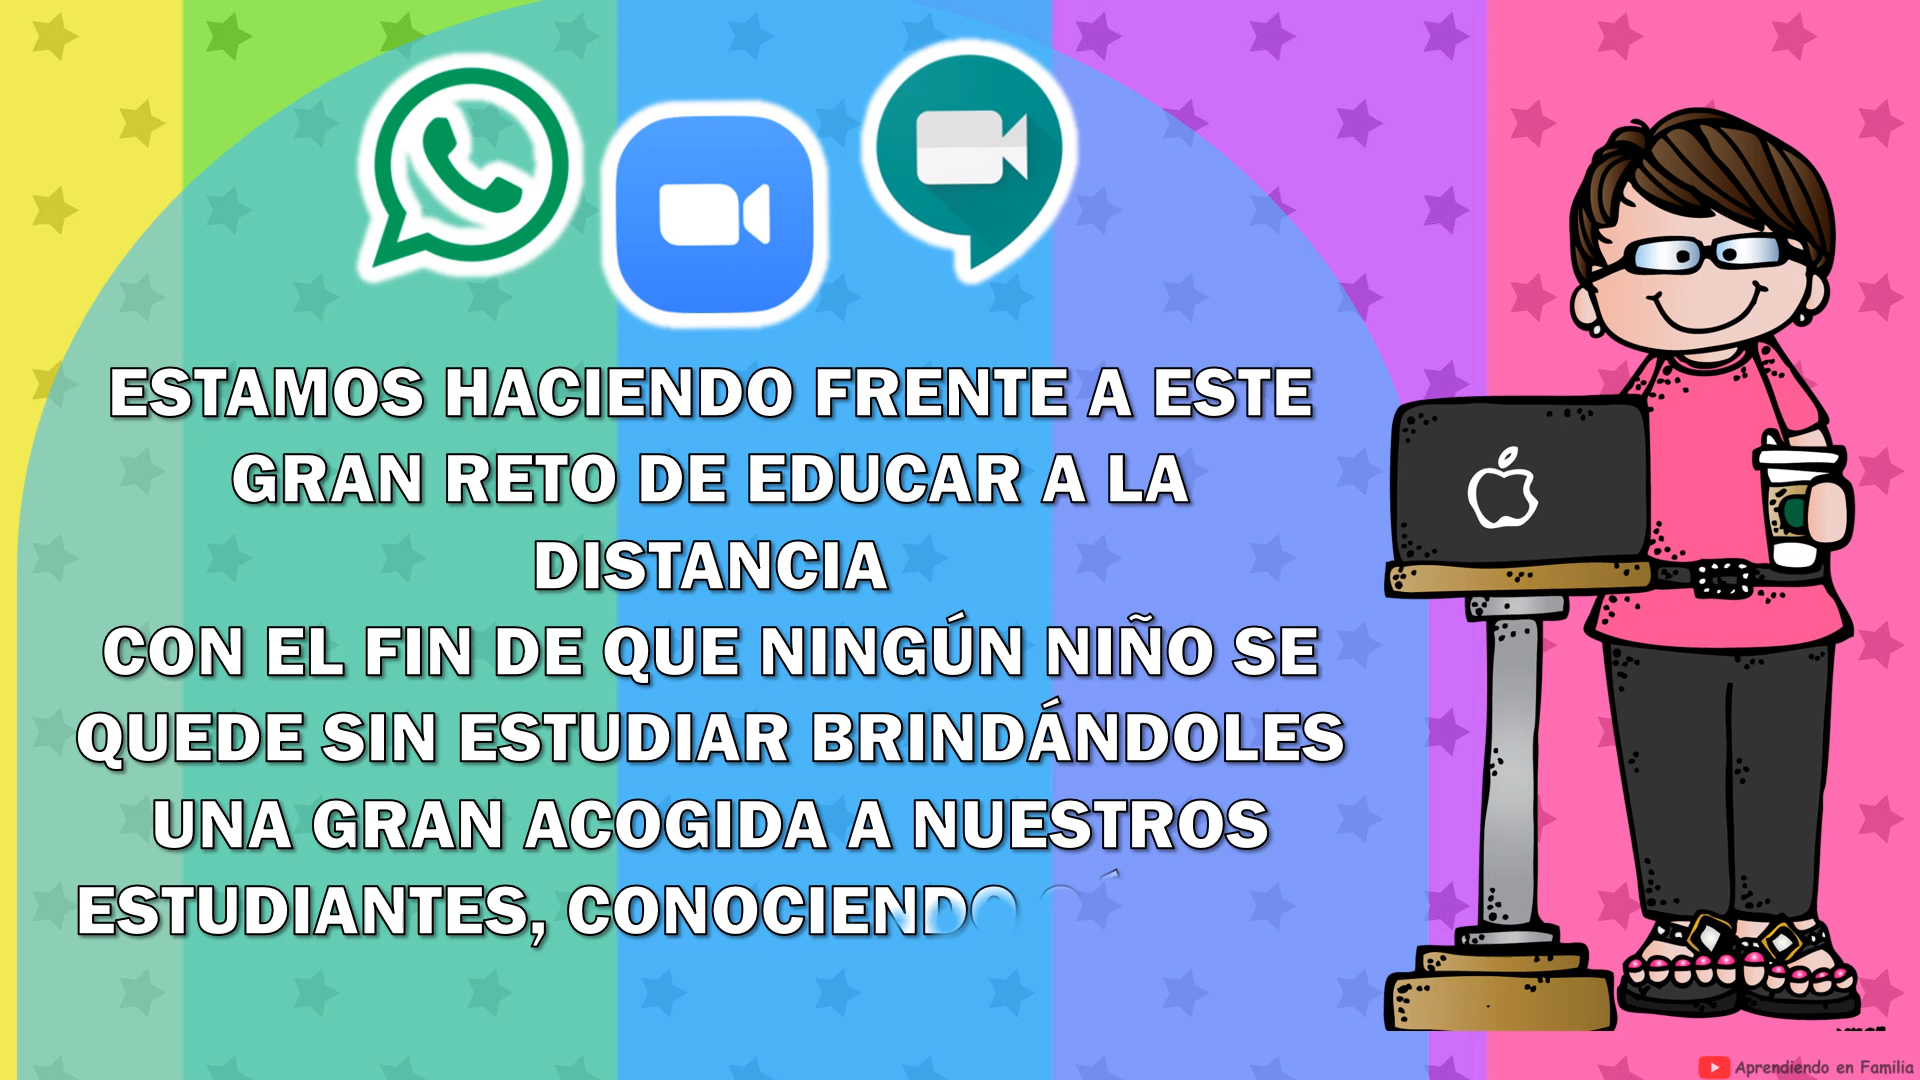 ESTAMOS HACIENDO FRENTE A ESTE
GRAN RETO DE EDUCAR A LA
DISTANCIA
CON EL FIN DE QUE NINGÚN NIÑO SE
QUEDE SIN ESTUDIAR BRINDÁNDOLES
UNA GRAN ACOGIDA A NUESTROS
ESTUDIANTES, CONOCIENDO
Aprendiendo en Familia